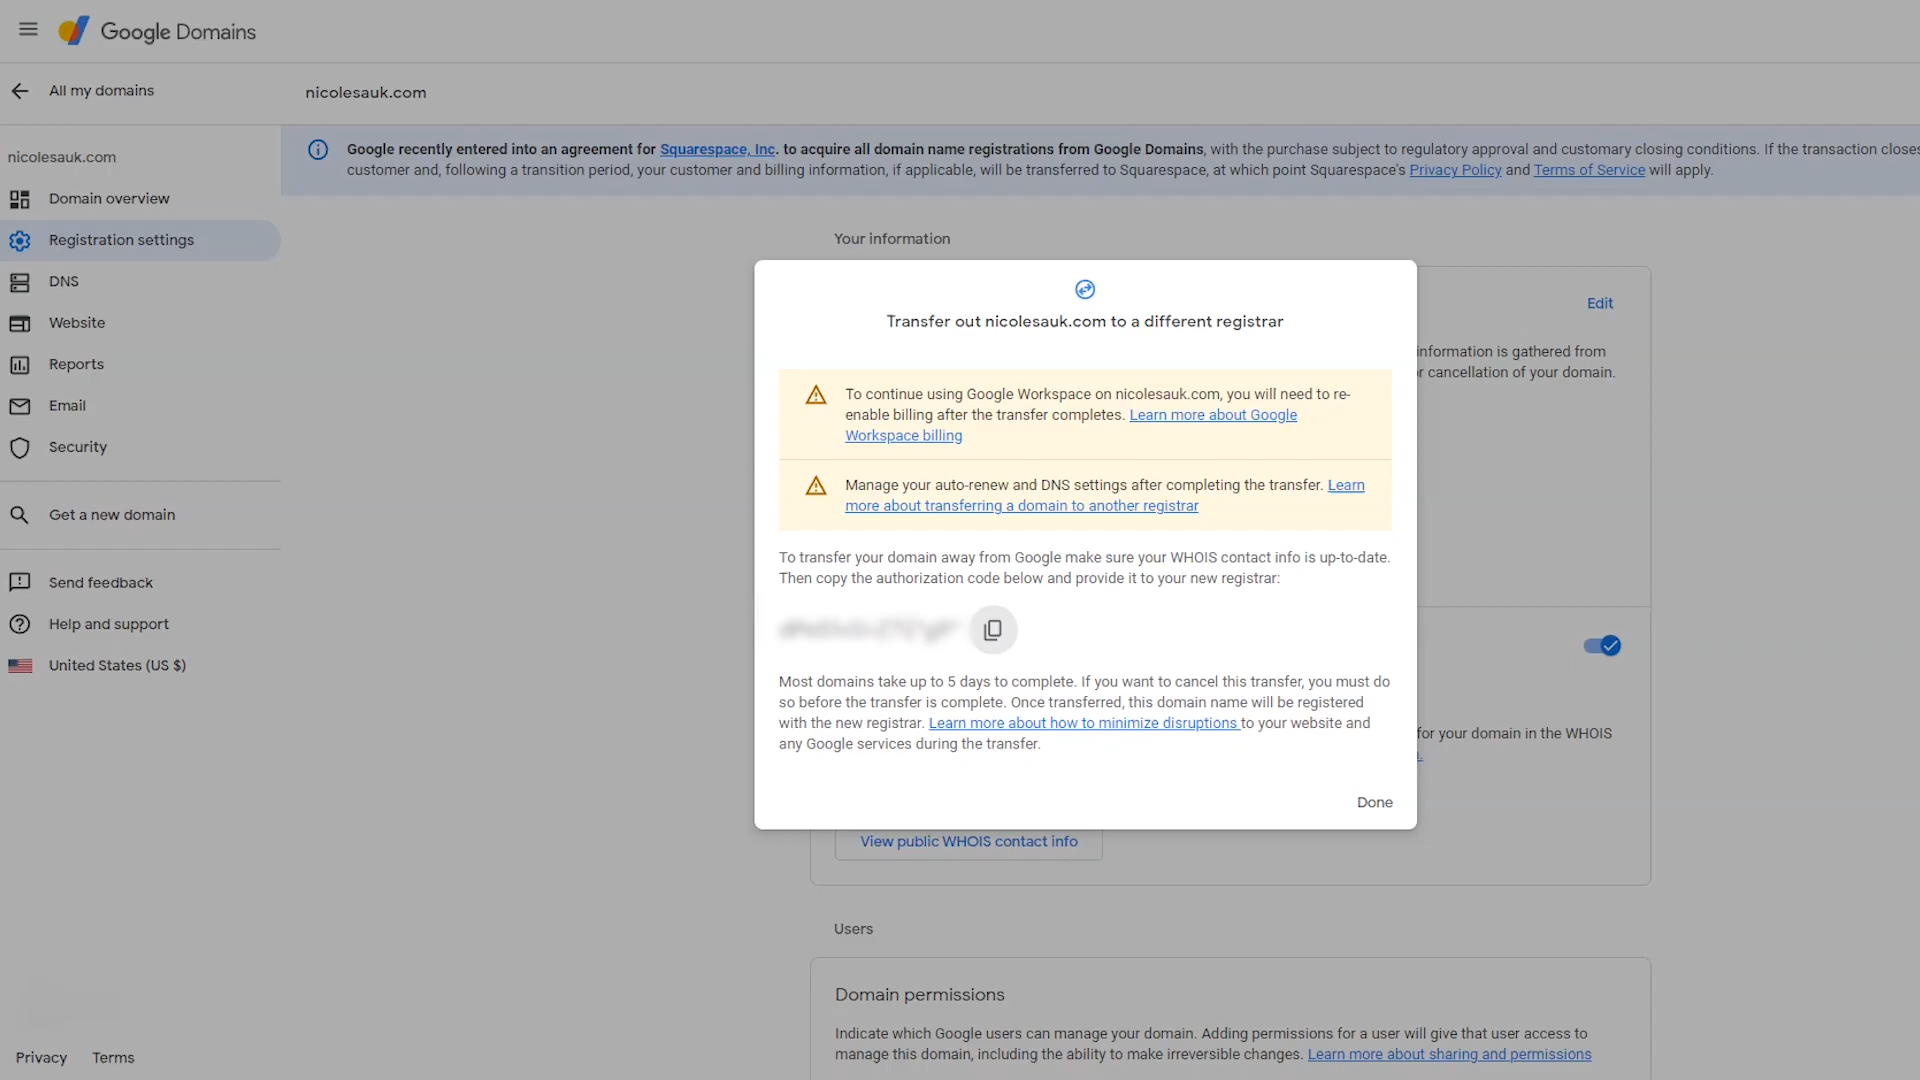 Google Domains
All my domains
nicolesauk.com
nicolesauk.com
Domain overview
Registration settings
DNS
Website
Reports
Email
Security
Get a new domain
Send feedback
Help and support
United States (US $)
Privacy Terms
Google recently entered into an agreement for Squarespace, Inc. to acquire all domain name registrations from Google Domains, with the purchase subject to regulatory approval and customary closing conditions. If the transaction closes
customer and, following a transition period, your customer and billing information, if applicable, will be transferred to Squarespace, at which point Squarespace's Privacy Policy and Terms of Service will apply.
Your information
Edit
information is gathered from
or cancellation of your domain.
Transfer out nicolesauk.com to a different registrar
To continue using Google Workspace on nicolesauk.com, you will need to re-
enable billing after the transfer completes. Learn more about Google
Workspace billing
Manage your auto-renew and DNS settings after completing the transfer. Learn
more about transferring a domain to another registrar
To transfer your domain away from Google make sure your WHOIS contact info is up-to-date.
Then copy the authorization code below and provide it to your new registrar:
Most domains take up to 5 days to complete. If you want to cancel this transfer, you must do
so before the transfer is complete. Once transferred, this domain name will be registered
with the new registrar. Learn more about how to minimize disruptions to your website and
any Google services during the transfer.
Done
for your domain in the WHOIS
View public WHOIS contact info
Users
Domain permissions
Indicate which Google users can manage your domain. Adding permissions for a user will give that user access to
manage this domain, including the ability to make irreversible changes. Learn more about sharing and permissions